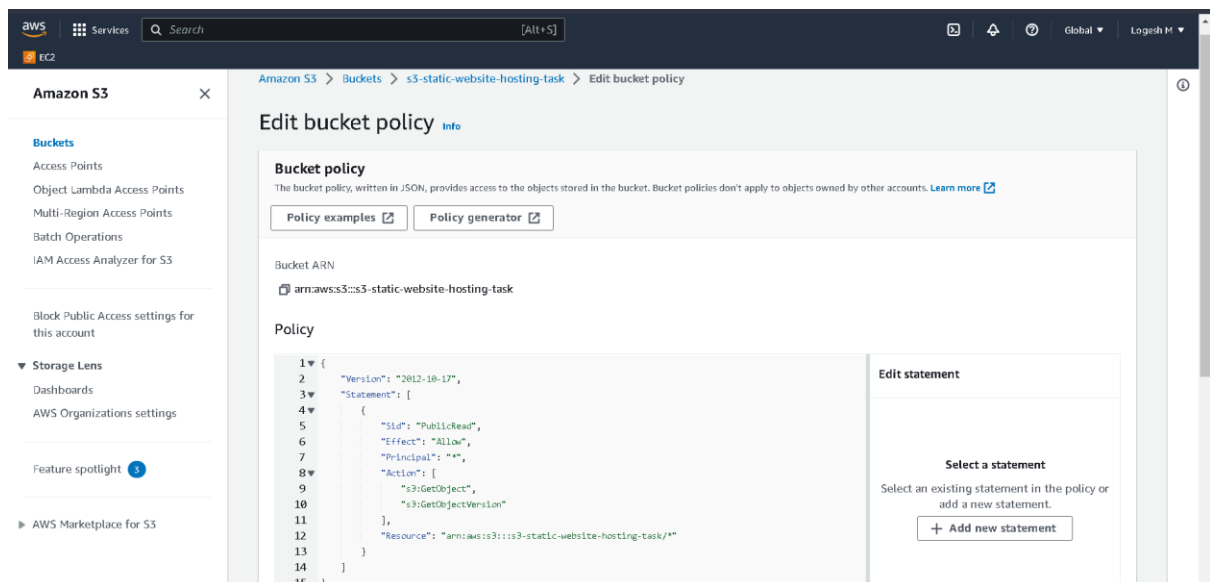 aws
Services
Search
[Alt+S]
Global
Logesh M
EC2
Amazon S3
Buckets
Access Points
Object Lambda Access Points
Multi-Region Access Points
Batch Operations
IAM Access Analyzer for S3
Block Public Access settings for
this account
Storage Lens
Dashboards
AWS Organizations settings
Feature spotlight 3
AWS Marketplace for S3
Amazon S3 > Buckets > s3-static-website-hosting-task > Edit bucket policy
Edit bucket policy Info
Bucket policy
The bucket policy, written in JSON, provides access to the objects stored in the bucket. Bucket policies don't apply to objects owned by other accounts. Learn more
Policy examples
Policy generator
Bucket ARN
arn:aws:s3:::s3-static-website-hosting-task
Policy
1 {
2 "Version": "2012-10-17",
3 "Statement": [
4 {
5 "Sid": "PublicRead",
6 "Effect": "Allow",
7 "Principal": "*",
8 "Action": [
9 "s3:GetObject",
10 "s3:GetObjectVersion"
11 ],
12 "Resource": "arn:aws:s3:::s3-static-website-hosting-task/*"
13 }
14 ]
15 }
Edit statement
Select a statement
Select an existing statement in the policy or
add a new statement.
+ Add new statement